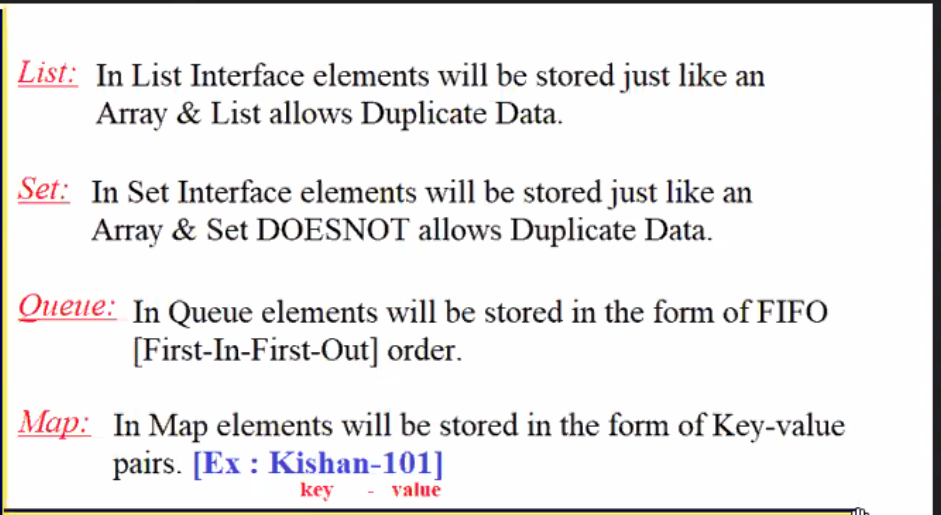 List: In List Interface elements will be stored just like an
Array & List allows Duplicate Data.
Set: In Set Interface elements will be stored just like an
Array & Set DOESNOT allows Duplicate Data.
Queue: In Queue elements will be stored in the form of FIFO
[First-In-First-Out] order.
Map: In Map elements will be stored in the form of Key-value
pairs. [Ex : Kishan-101]
key - value